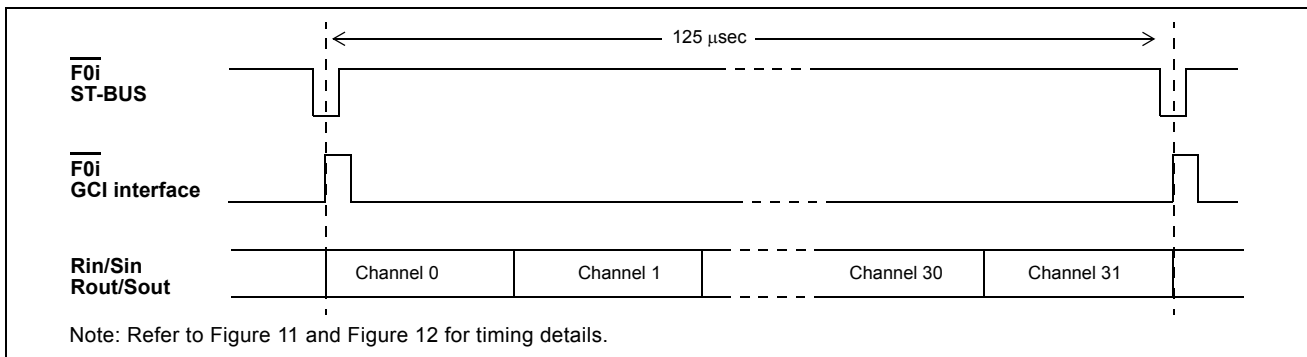 125 μsec
F0i
ST-BUS
F0i
GCI interface
Rin/Sin
Rout/Sout
Channel 0 Channel 1 Channel 30 Channel 31
Note: Refer to Figure 11 and Figure 12 for timing details.